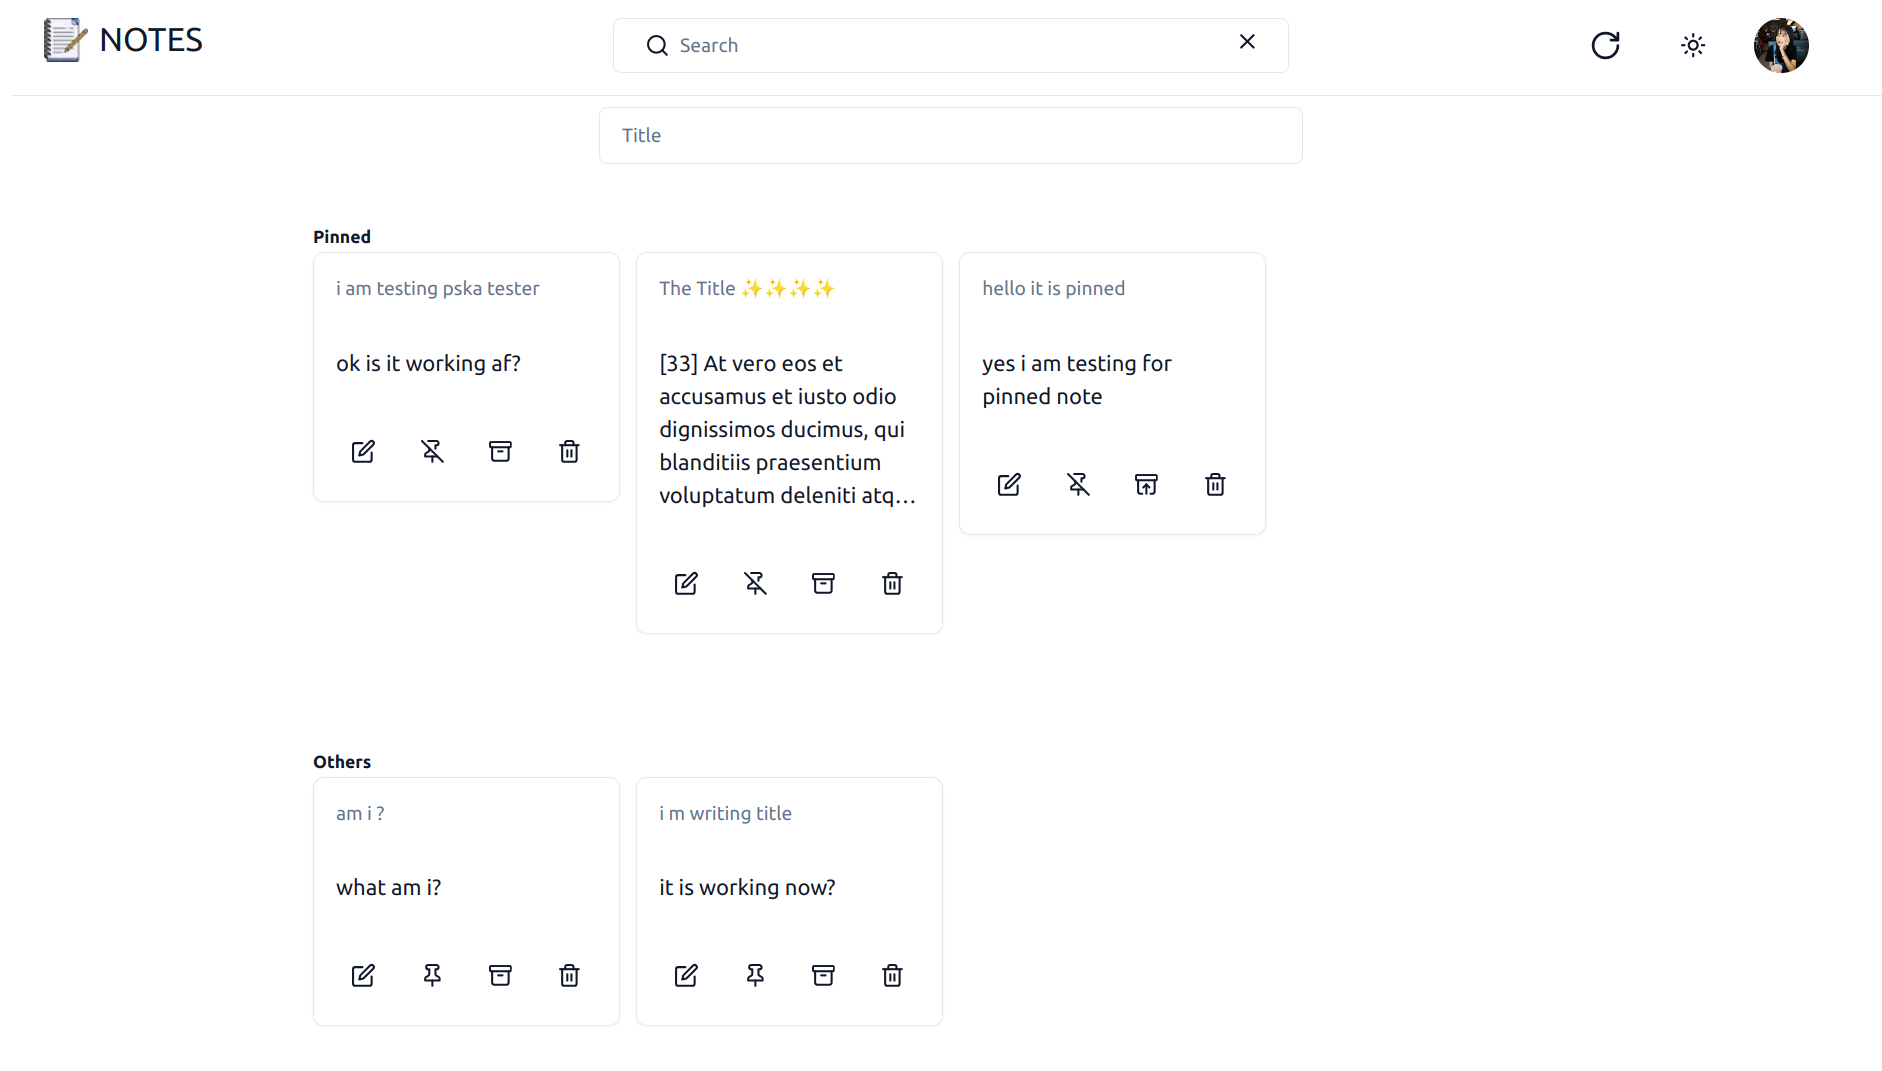 NOTES
Search
Title
Pinned
i am testing pska tester
ok is it working af?
The Title ✨✨✨✨
[33] At vero eos et
accusamus et iusto odio
dignissimos ducimus, qui
blanditiis praesentium
voluptatum deleniti atq...
hello it is pinned
yes i am testing for
pinned note
Others
am i ?
what am i?
i m writing title
it is working now?